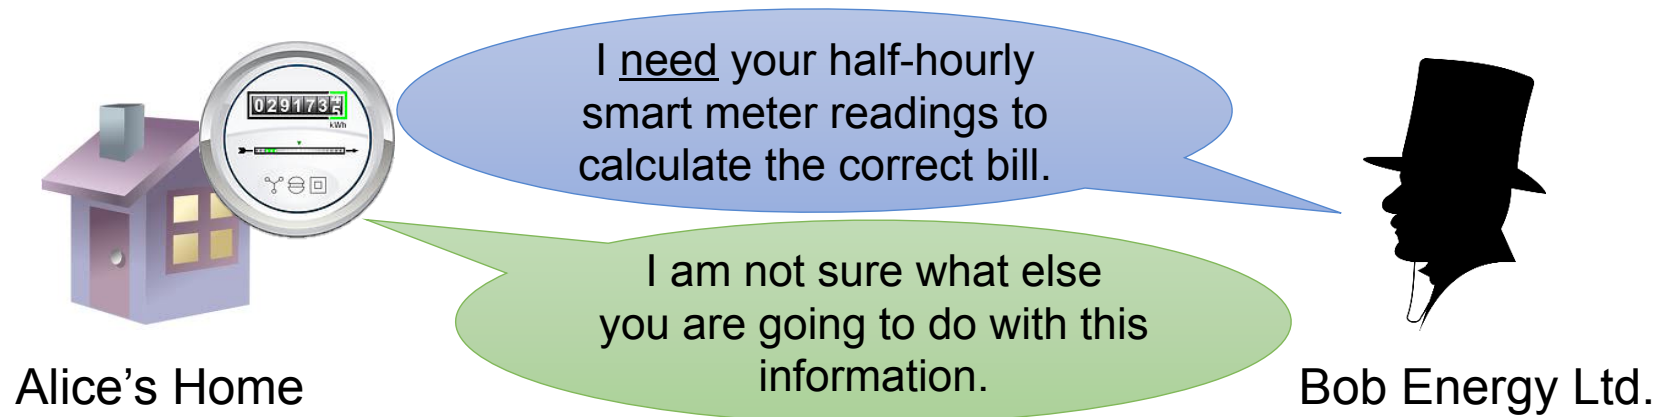 I need your half-hourly
smart meter readings to
calculate the correct bill.
029173
kWh
I am not sure what else
you are going to do with this
information.
Alice’s Home
Bob Energy Ltd.